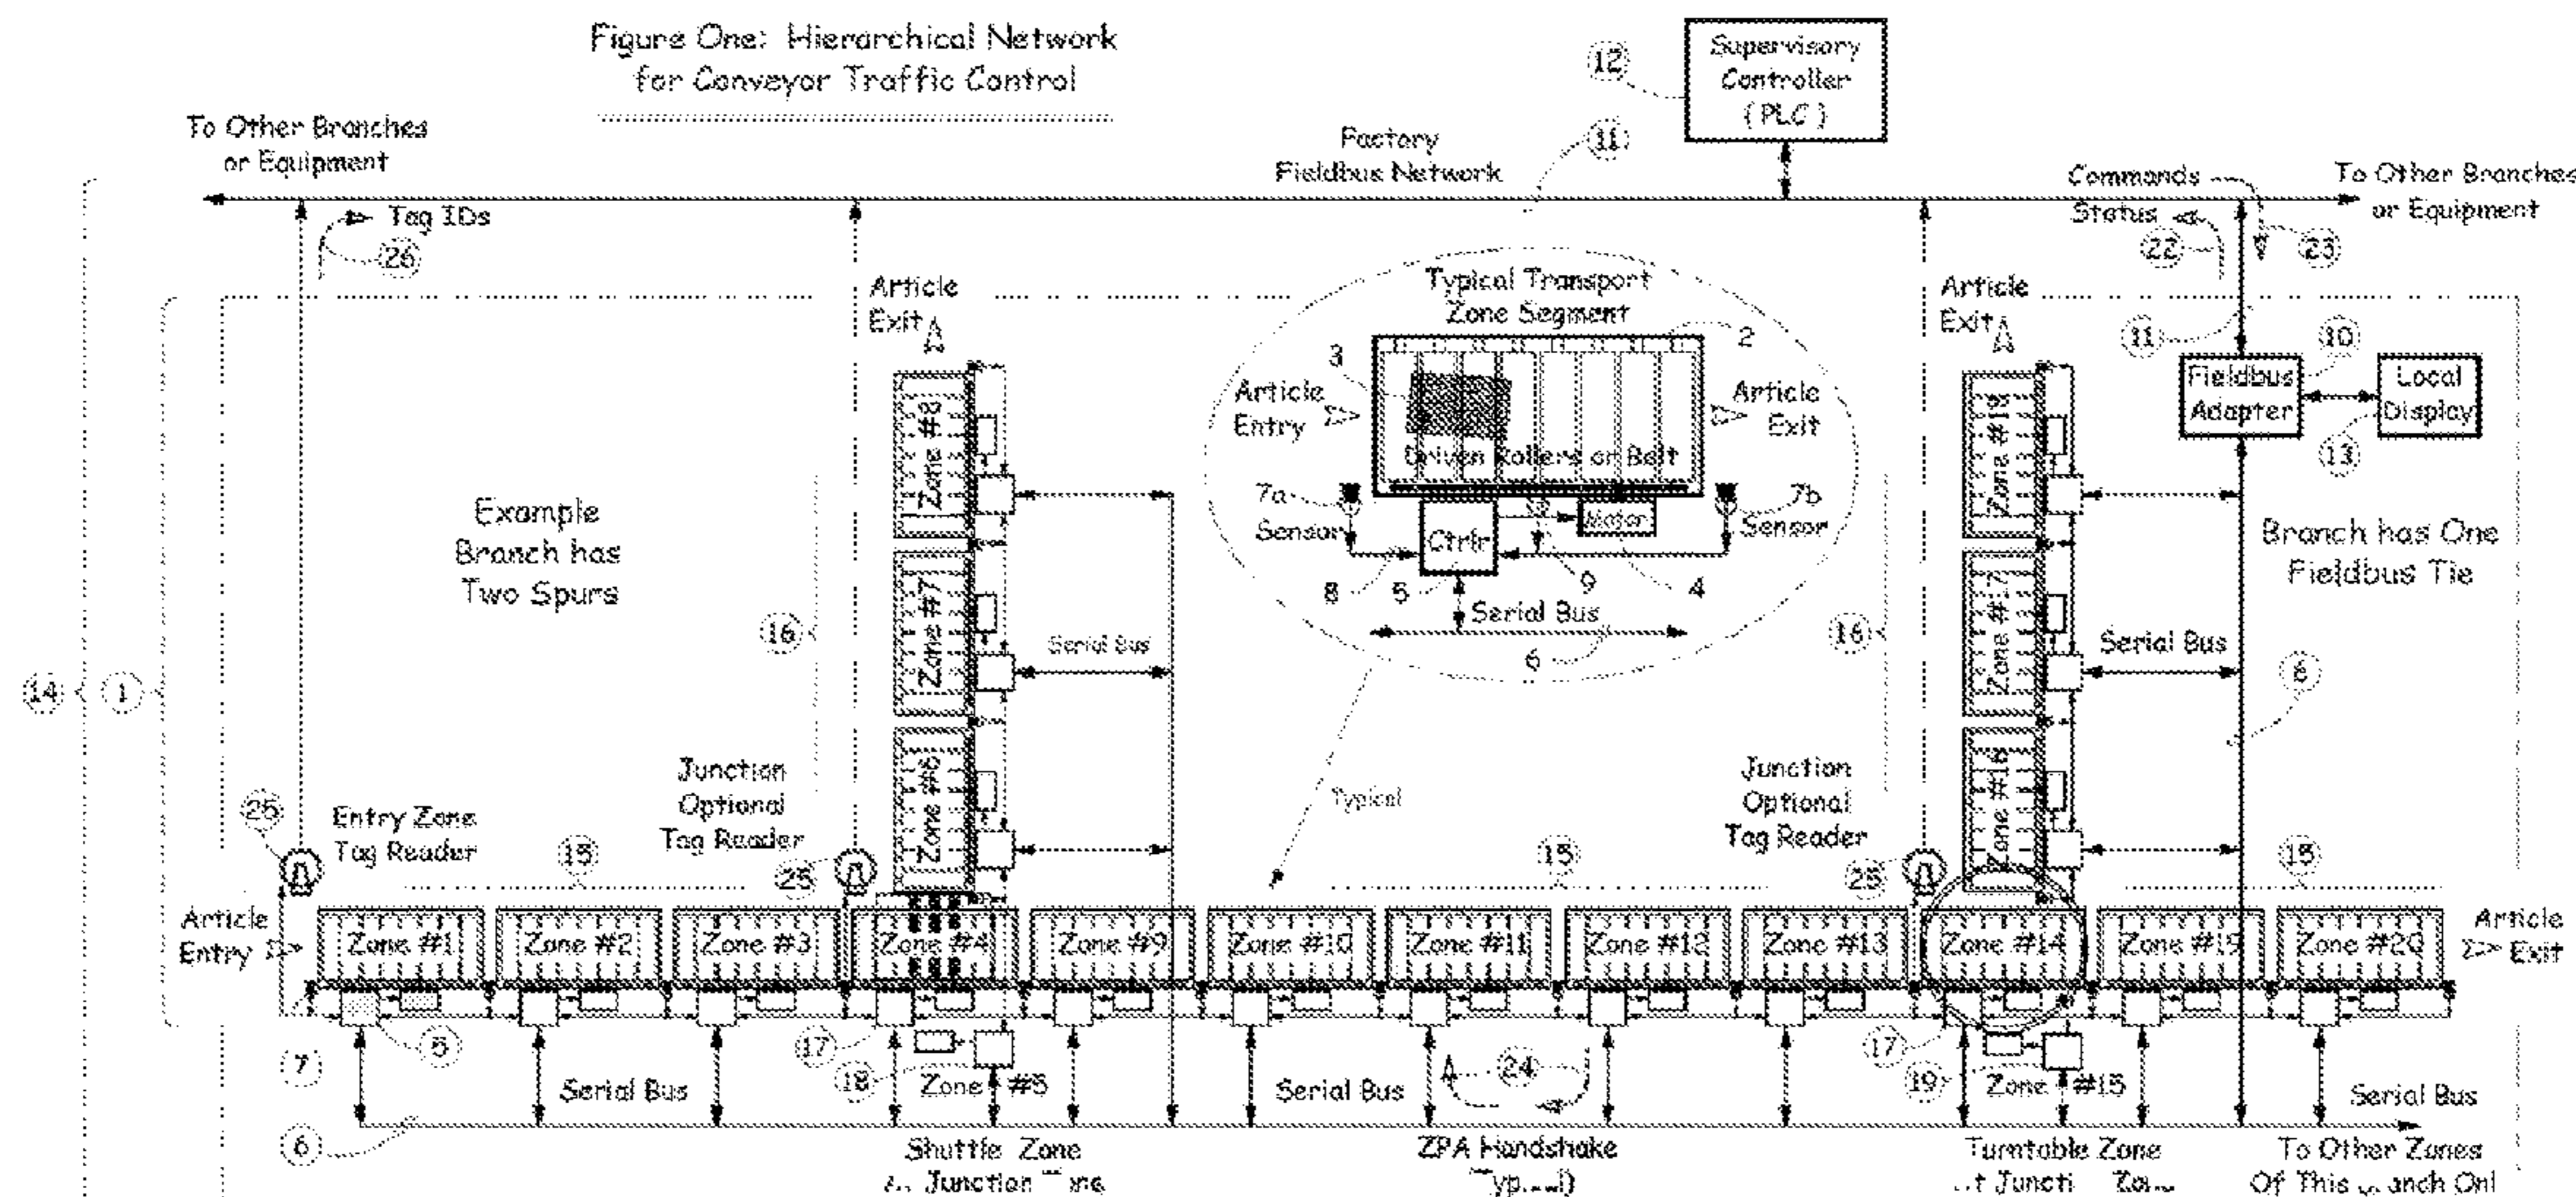 Figure One: Hierarchical Network
for Conveyor Traffic Control
12
Supervisory
Controller
( PLC )
To Other Branches
or Equipment
Factory
Fieldbus Network
11
Commands
Status
To Other Branches
or Equipment
Tag IDs
26
22
23
Article
Exit
Typical Transport
Zone Segment
2
3
Article
Entry
Article
Exit
Driven Rollers or Belt
7a
Sensor
7b
Sensor
Ctrlr
Motor
8
5
9
4
Serial Bus
6
Typical
Article
Exit
11
10
Fieldbus
Adapter
Local
Display
13
Example
Branch has
Two Spurs
Branch has One
Fieldbus Tie
Zone #8
Zone #7
Zone #6
16
Serial Bus
Zone #18
Zone #17
Zone #16
16
Serial Bus
6
14
1
25
Entry Zone
Tag Reader
15
Junction
Optional
Tag Reader
25
15
Junction
Optional
Tag Reader
25
15
Article
Entry
Zone #1
Zone #2
Zone #3
Zone #4
Zone #9
Zone #10
Zone #11
Zone #12
Zone #13
Zone #14
Zone #19
Zone #20
Article
Exit
7
5
17
18
Zone #5
24
17
19
Zone #15
Serial Bus
Serial Bus
Serial Bus
6
Shuttle Zone
Junction
ZPA Handshake
Turntable Zone
To Other Zones
Of This